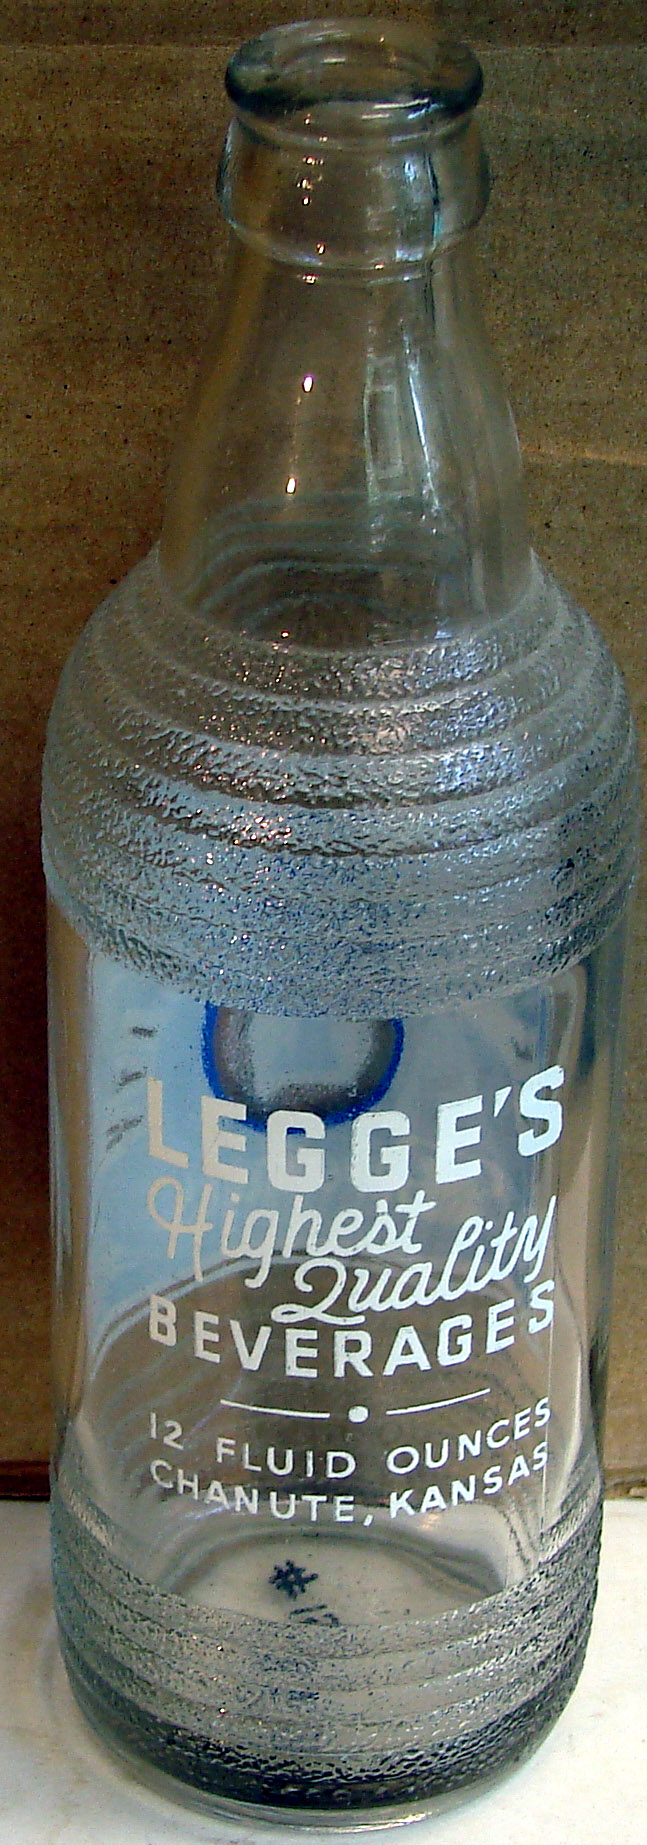 LEGGE'S
Highest
Quality
BEVERAGES
12 FLUID OUNCES
CHANUTE, KANSAS